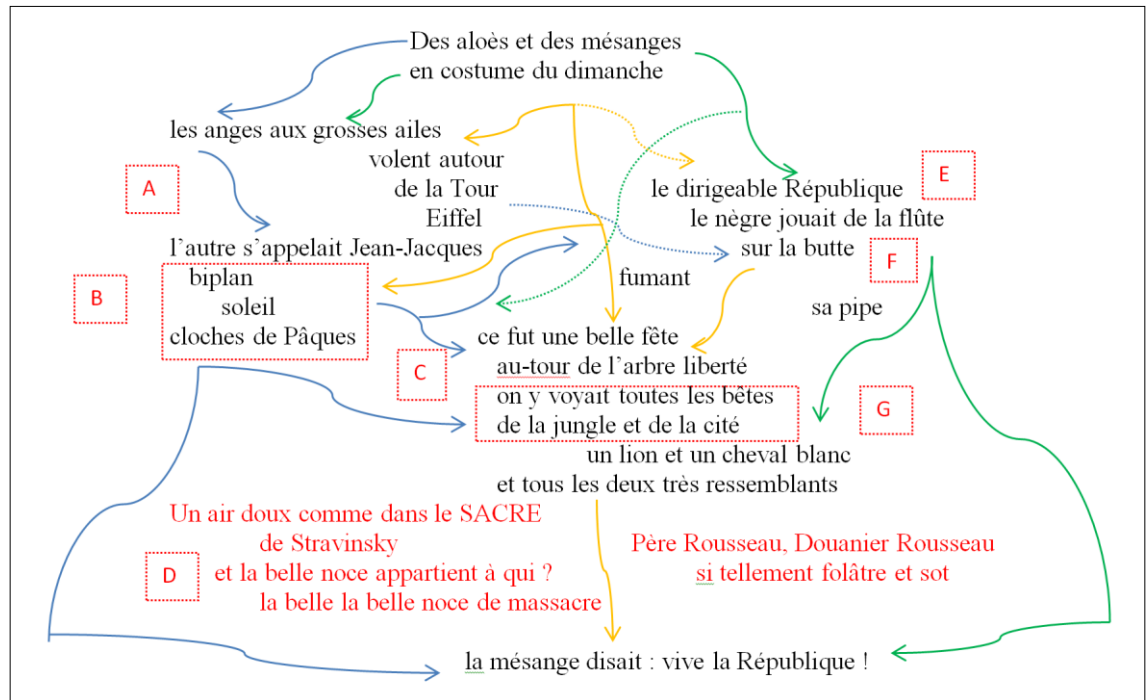 Des aloès et des mésanges
en costume du dimanche
les anges aux grosses ailes
volent autour
de la Tour
Eiffel
A
le dirigeable République
E
le nègre jouait de la flûte
sur la butte
l'autre s'appelait Jean-Jacques
F
biplan
fumant
B
soleil
sa pipe
cloches de Pâques
ce fut une belle fête
au-tour de l'arbre liberté
C
on y voyait toutes les bêtes
de la jungle et de la cité
G
un lion et un cheval blanc
et tous les deux très ressemblants
Un air doux comme dans le SACRE
de Stravinsky
D
et la belle noce appartient à qui ?
la belle la belle noce de massacre
Père Rousseau, Douanier Rousseau
si tellement folâtre et sot
la mésange disait : vive la République !